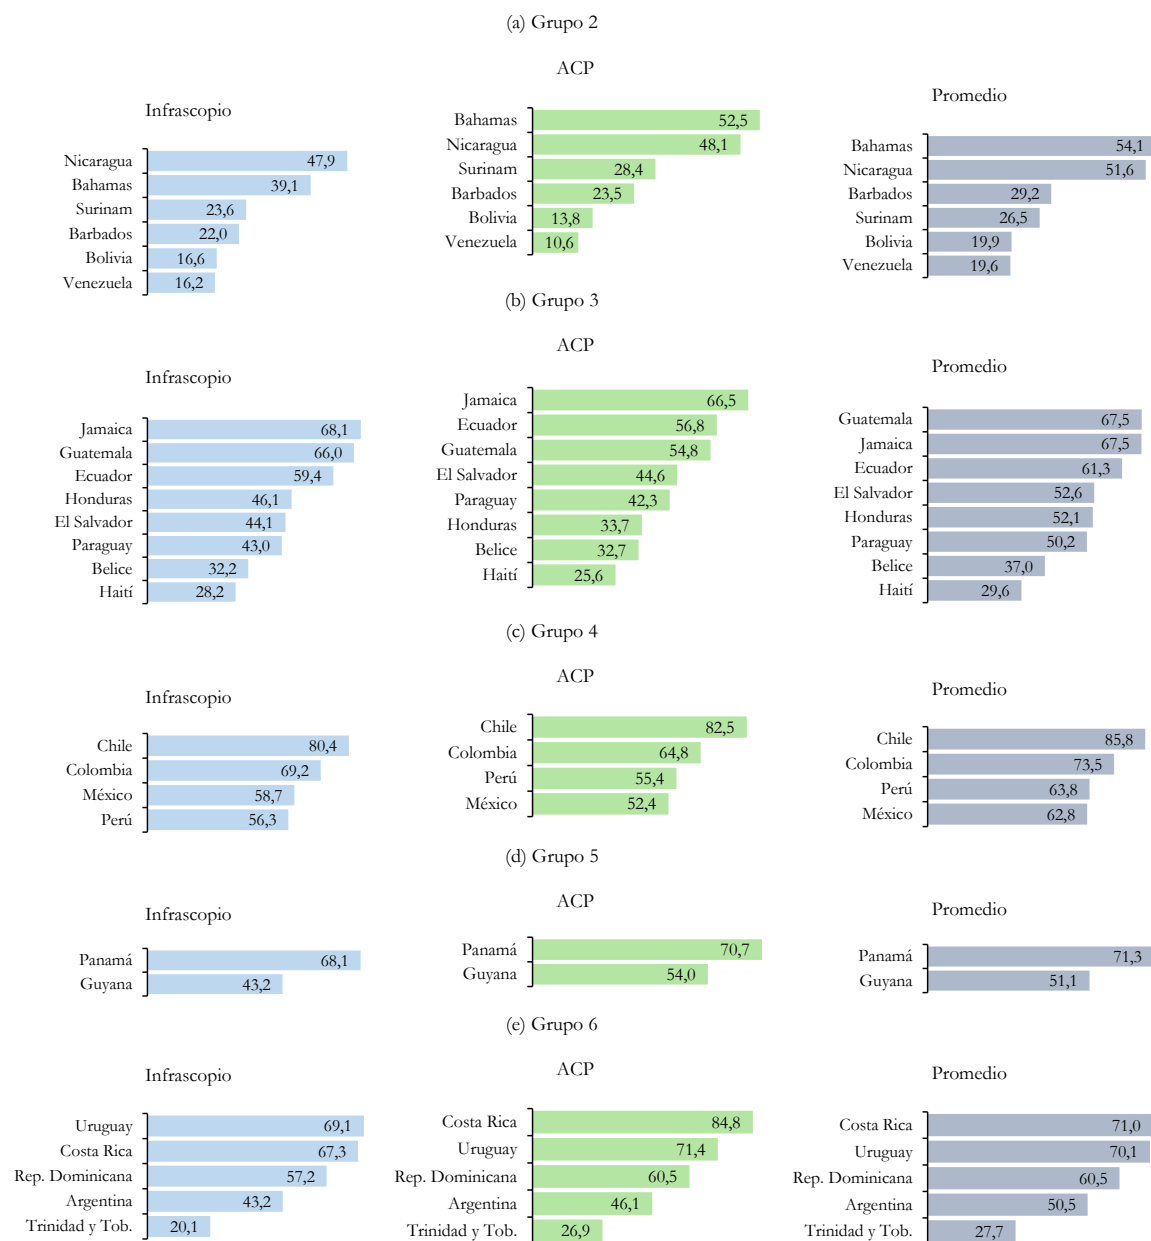 (a) Grupo 2
Infrascopio
Nicaragua 47,9
Bahamas 39,1
Surinam 23,6
Barbados 22,0
Bolivia 16,6
Venezuela 16,2
ACP
Bahamas 52,5
Nicaragua 48,1
Surinam 28,4
Barbados 23,5
Bolivia 13,8
Venezuela 10,6
Promedio
Bahamas 54,1
Nicaragua 51,6
Barbados 29,2
Surinam 26,5
Bolivia 19,9
Venezuela 19,6
(b) Grupo 3
Infrascopio
Jamaica 68,1
Guatemala 66,0
Ecuador 59,4
Honduras 46,1
El Salvador 44,1
Paraguay 43,0
Belice 32,2
Haití 28,2
ACP
Jamaica 66,5
Ecuador 56,8
Guatemala 54,8
El Salvador 44,6
Paraguay 42,3
Honduras 33,7
Belice 32,7
Haití 25,6
Promedio
Guatemala 67,5
Jamaica 67,5
Ecuador 61,3
El Salvador 52,6
Honduras 52,1
Paraguay 50,2
Belice 37,0
Haití 29,6
(c) Grupo 4
Infrascopio
Chile 80,4
Colombia 69,2
México 58,7
Perú 56,3
ACP
Chile 82,5
Colombia 64,8
Perú 55,4
México 52,4
Promedio
Chile 85,8
Colombia 73,5
Perú 63,8
México 62,8
(d) Grupo 5
Infrascopio
Panamá 68,1
Guyana 43,2
ACP
Panamá 70,7
Guyana 54,0
Promedio
Panamá 71,3
Guyana 51,1
(e) Grupo 6
Infrascopio
Uruguay 69,1
Costa Rica 67,3
Rep. Dominicana 57,2
Argentina 43,2
Trinidad y Tob. 20,1
ACP
Costa Rica 84,8
Uruguay 71,4
Rep. Dominicana 60,5
Argentina 46,1
Trinidad y Tob. 26,9
Promedio
Costa Rica 71,0
Uruguay 70,1
Rep. Dominicana 60,5
Argentina 50,5
Trinidad y Tob. 27,7